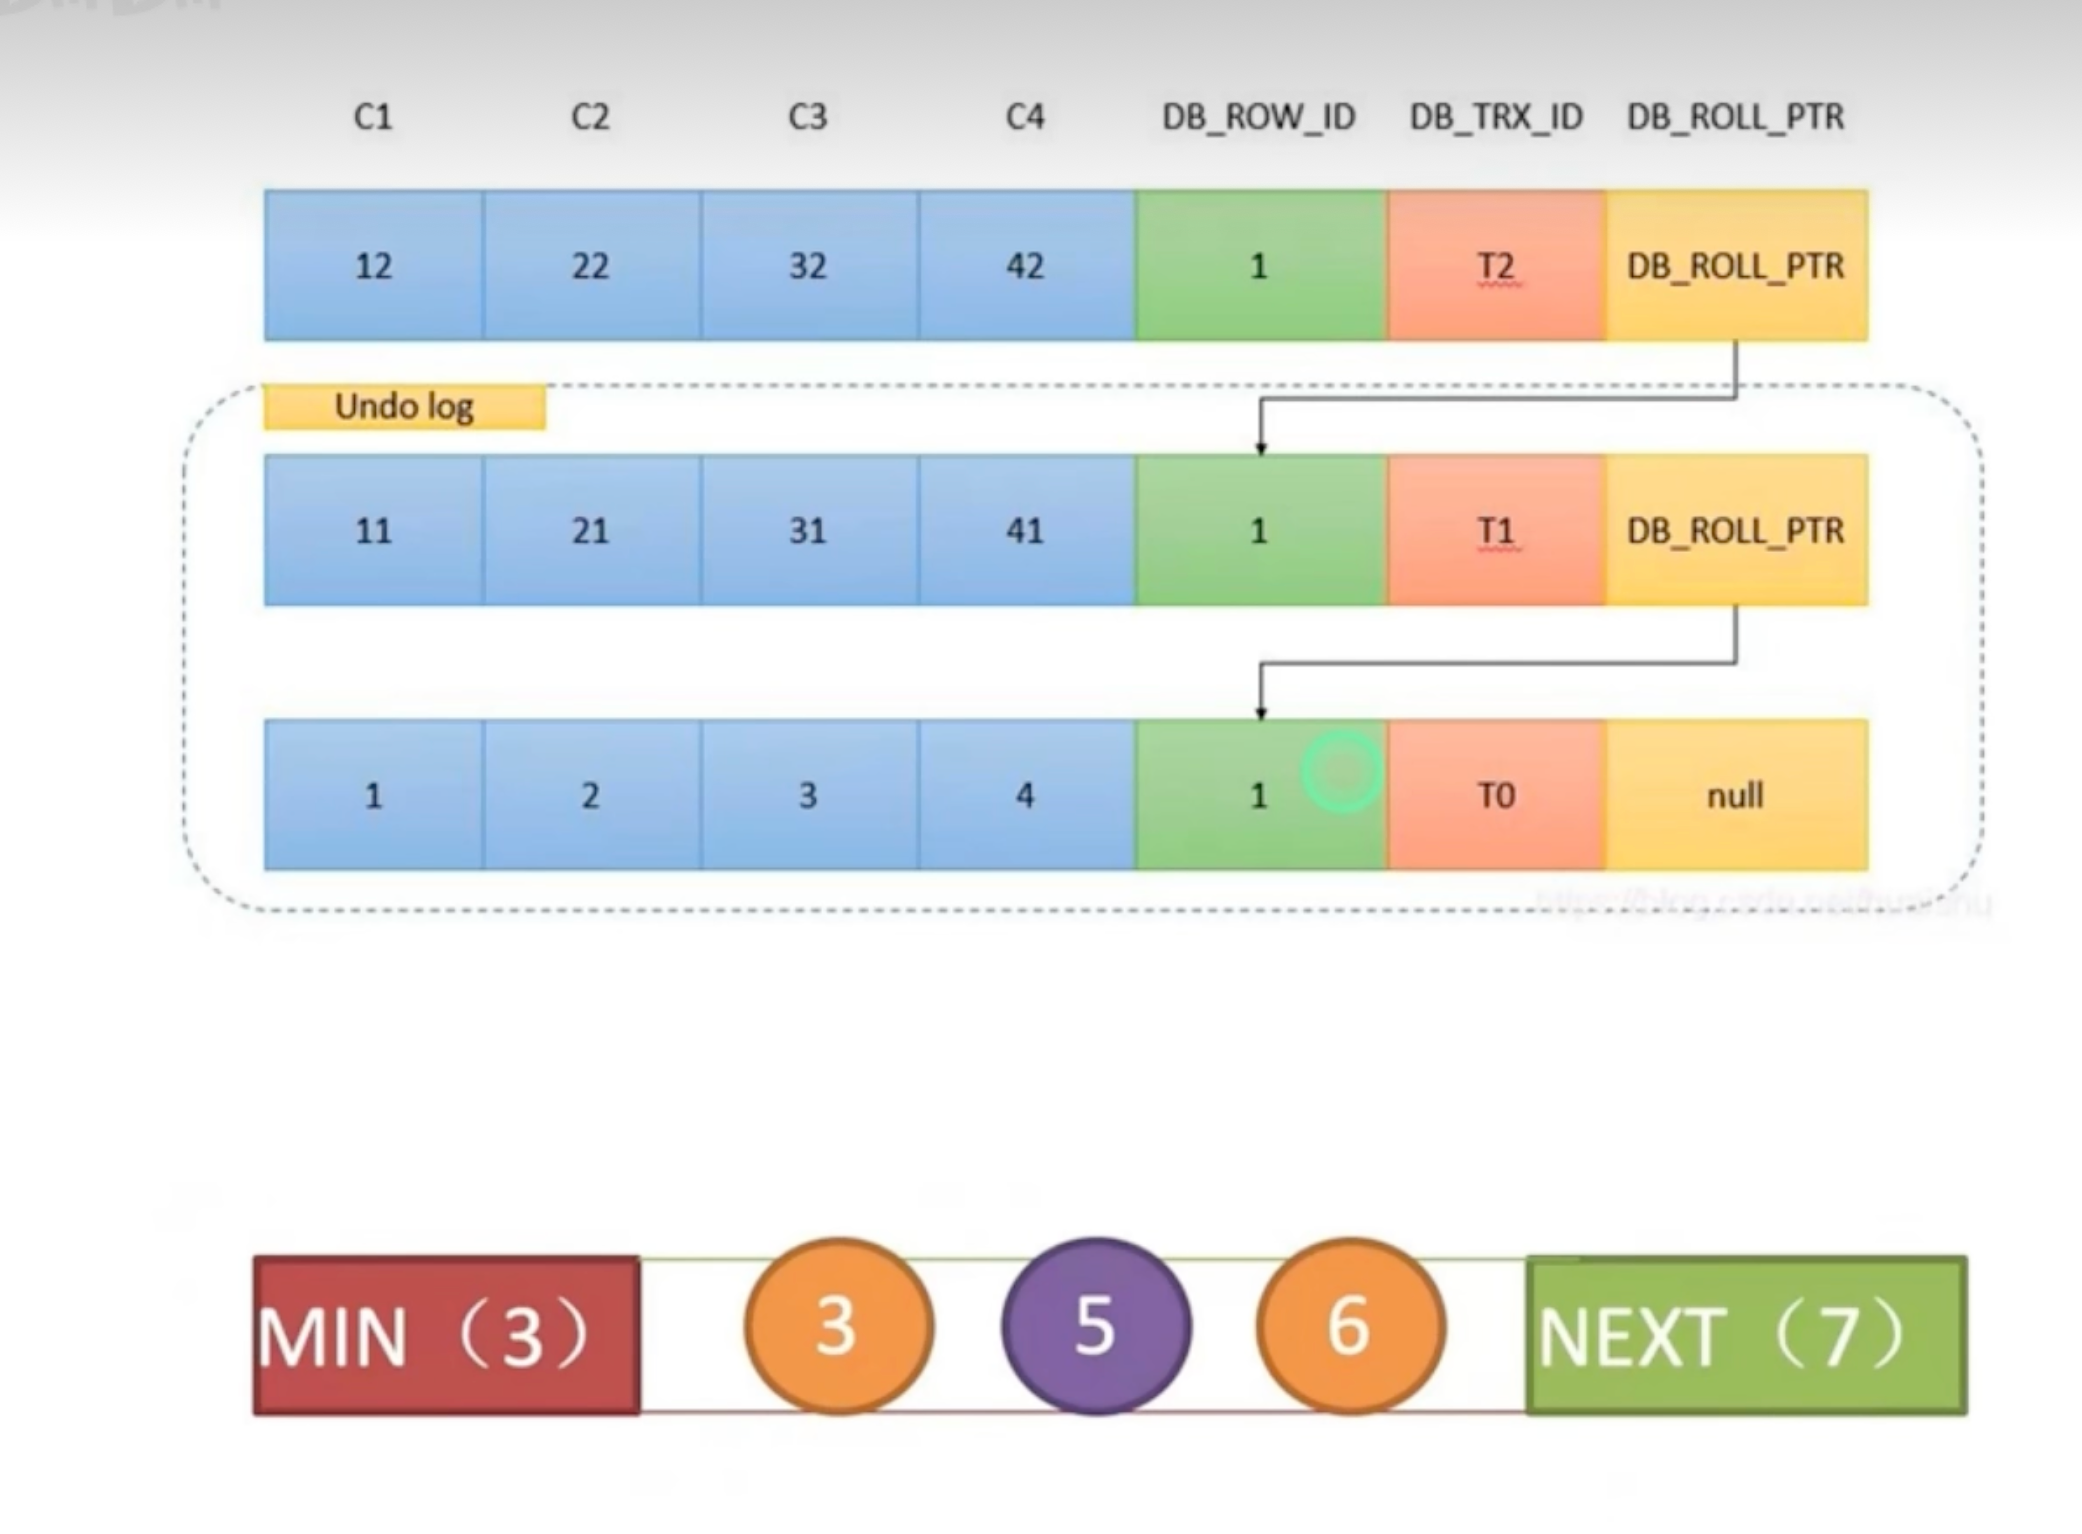 C1 C2 C3 C4 DB_ROW_ID DB_TRX_ID DB_ROLL_PTR
12 22 32 42 1 T2 DB_ROLL_PTR
Undo log
11 21 31 41 1 T1 DB_ROLL_PTR
1 2 3 4 1 T0 null
MIN（3） 3 5 6 NEXT（7）